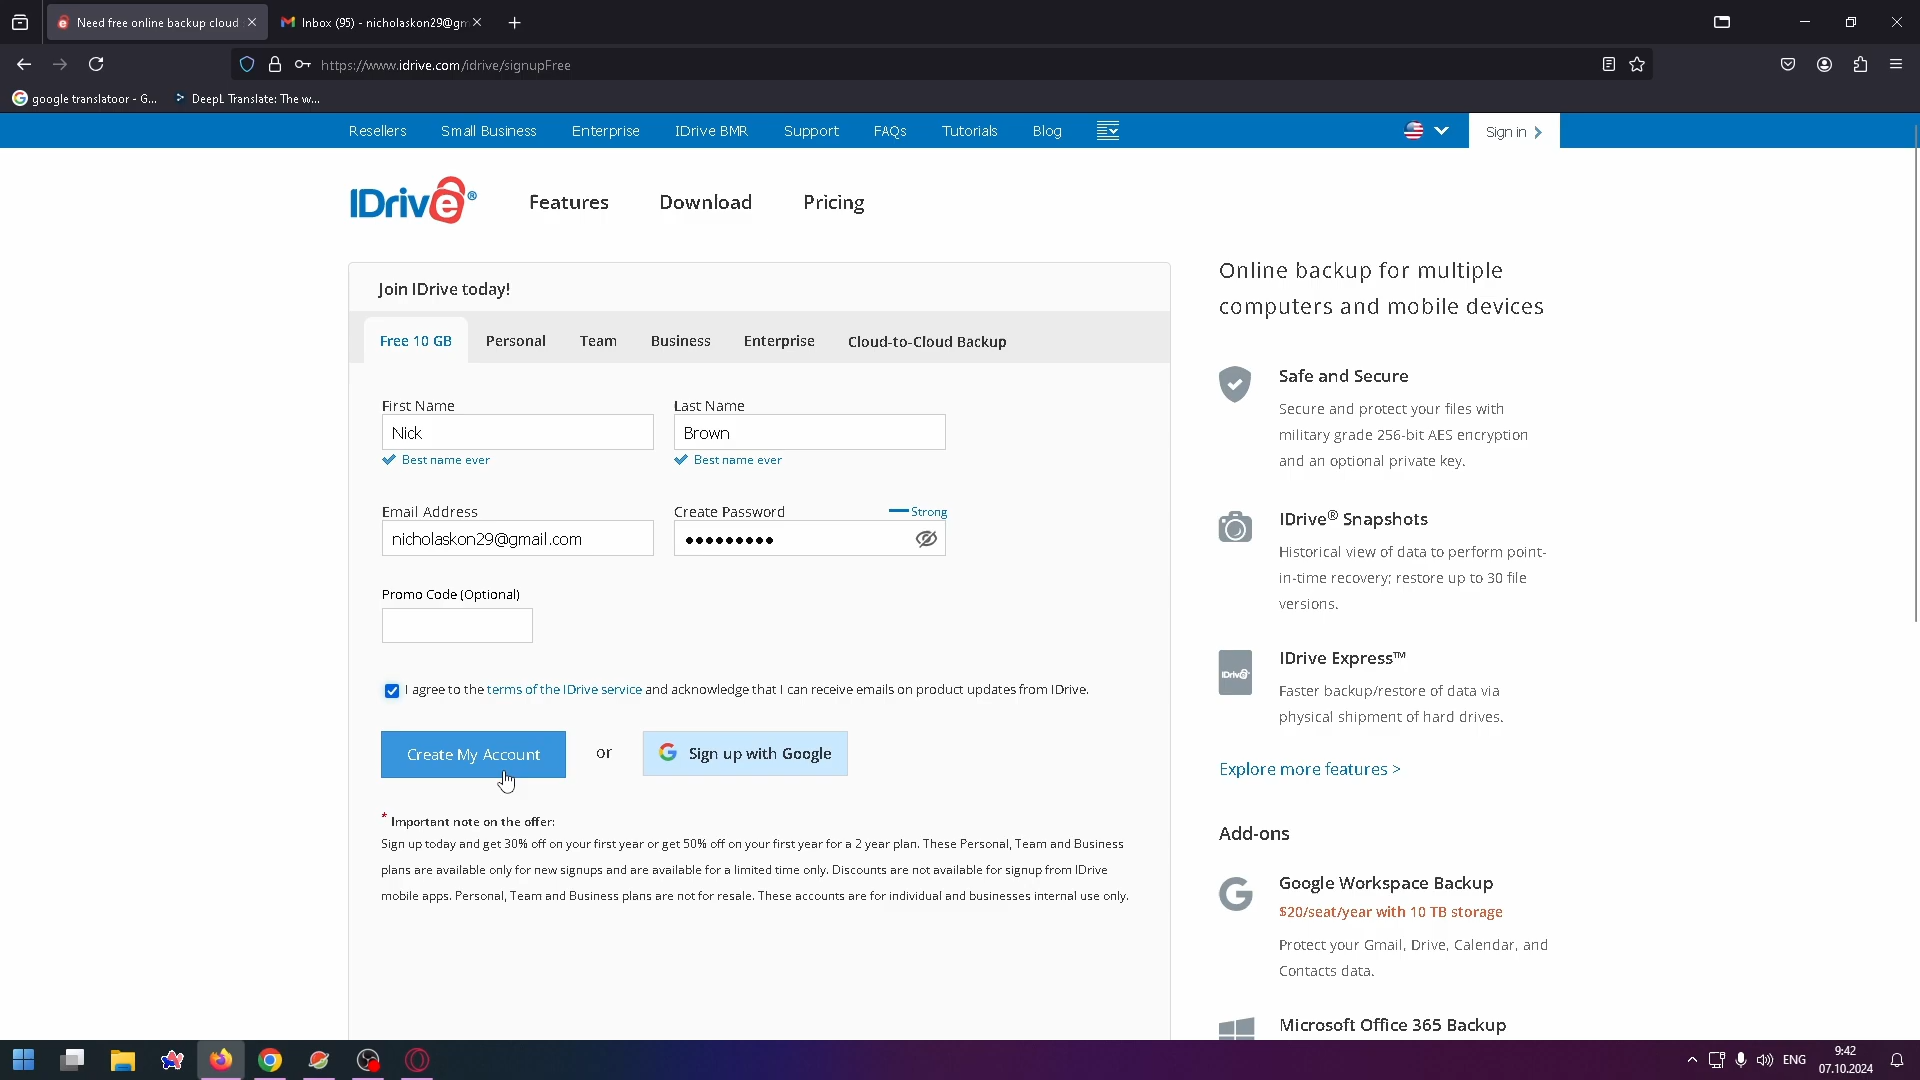 Need free online backup cloud
Inbox (95) - nicholaskon29@gm
https://www.idrive.com/idrive/signupFree
google translatoor - G...
DeepL Translate: The w...
Resellers
Small Business
Enterprise
IDrive BMR
Support
FAQs
Tutorials
Blog
Sign in
IDrive®
Features
Download
Pricing
Join IDrive today!
Free 10 GB
Personal
Team
Business
Enterprise
Cloud-to-Cloud Backup
First Name
Last Name
Nick
Brown
Best name ever
Best name ever
Email Address
Create Password
Strong
nicholaskon29@gmail.com
Promo Code (Optional)
I agree to the terms of the IDrive service and acknowledge that I can receive emails on product updates from IDrive.
Create My Account
or
Sign up with Google
* Important note on the offer:
Sign up today and get 30% off on your first year or get 50% off on your first year for a 2 year plan. These Personal, Team and Business
plans are available only for new signups and are available for a limited time only. Discounts are not available for signup from IDrive
mobile apps. Personal, Team and Business plans are not for resale. These accounts are for individual and businesses internal use only.
Online backup for multiple
computers and mobile devices
Safe and Secure
Secure and protect your files with
military grade 256-bit AES encryption
and an optional private key.
IDrive® Snapshots
Historical view of data to perform point-
in-time recovery; restore up to 30 file
versions.
IDrive
IDrive Express™
Faster backup/restore of data via
physical shipment of hard drives.
Explore more features >
Add-ons
Google Workspace Backup
$20/seat/year with 10 TB storage
Protect your Gmail, Drive, Calendar, and
Contacts data.
Microsoft Office 365 Backup
ENG
9:42
07.10.2024